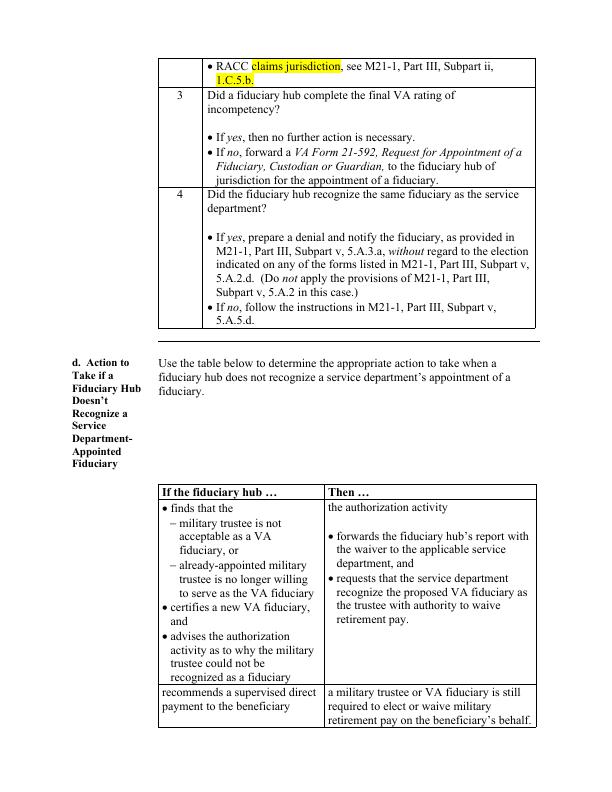 • RACC claims jurisdiction, see M21-1, Part III, Subpart ii,
1.C.5.b.
3
Did a fiduciary hub complete the final VA rating of
incompetency?
• If yes, then no further action is necessary.
• If no, forward a VA Form 21-592, Request for Appointment of a
Fiduciary, Custodian or Guardian, to the fiduciary hub of
jurisdiction for the appointment of a fiduciary.
4
Did the fiduciary hub recognize the same fiduciary as the service
department?
• If yes, prepare a denial and notify the fiduciary, as provided in
M21-1, Part III, Subpart v, 5.A.3.a, without regard to the election
indicated on any of the forms listed in M21-1, Part III, Subpart v,
5.A.2.d. (Do not apply the provisions of M21-1, Part III,
Subpart v, 5.A.2 in this case.)
• If no, follow the instructions in M21-1, Part III, Subpart v,
5.A.5.d.
d. Action to
Take if a
Fiduciary Hub
Doesn’t
Recognize a
Service
Department-
Appointed
Fiduciary
Use the table below to determine the appropriate action to take when a
fiduciary hub does not recognize a service department’s appointment of a
fiduciary.
If the fiduciary hub …
Then …
• finds that the
− military trustee is not
acceptable as a VA
fiduciary, or
− already-appointed military
trustee is no longer willing
to serve as the VA fiduciary
• certifies a new VA fiduciary,
and
• advises the authorization
activity as to why the military
trustee could not be
recognized as a fiduciary
the authorization activity
• forwards the fiduciary hub’s report with
the waiver to the applicable service
department, and
• requests that the service department
recognize the proposed VA fiduciary as
the trustee with authority to waive
retirement pay.
recommends a supervised direct
payment to the beneficiary
a military trustee or VA fiduciary is still
required to elect or waive military
retirement pay on the beneficiary’s behalf.